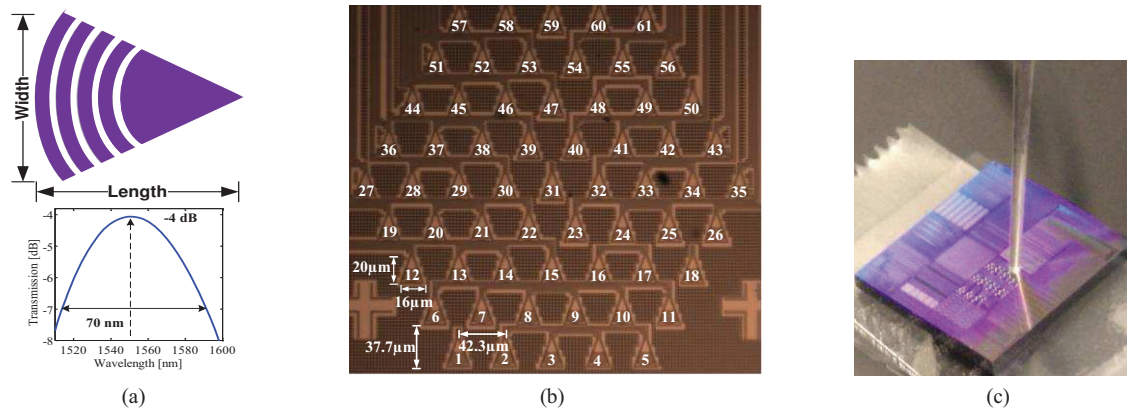 Width
Length
-4
-5
-6
-7
-8
Transmission [dB]
-4 dB
70 nm
1520 1540 1560 1580 1600
Wavelength [nm]
(a)
57 58 59 60 61
51 52 53 54 55 56
44 45 46 47 48 49 50
36 37 38 39 40 41 42 43
27 28 29 30 31 32 33 34 35
19 20 21 22 23 24 25 26
20µm
12 13 14 15 16 17 18
16µm
6 7 8 9 10 11
37.7µm
42.3µm
1 2 3 4 5
(b)
(c)